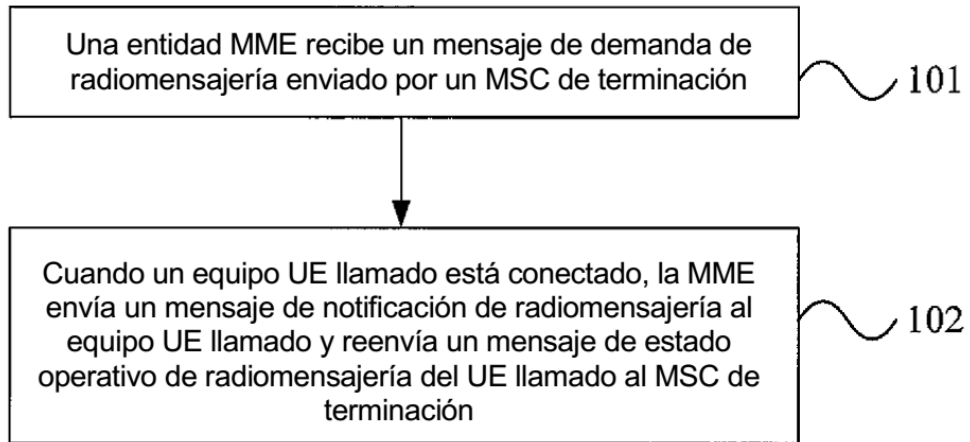 Una entidad MME recibe un mensaje de demanda de
radiomensajería enviado por un MSC de terminación
101
Cuando un equipo UE llamado está conectado, la MME
envía un mensaje de notificación de radiomensajería al
equipo UE llamado y reenvía un mensaje de estado
operativo de radiomensajería del UE llamado al MSC de
terminación
102